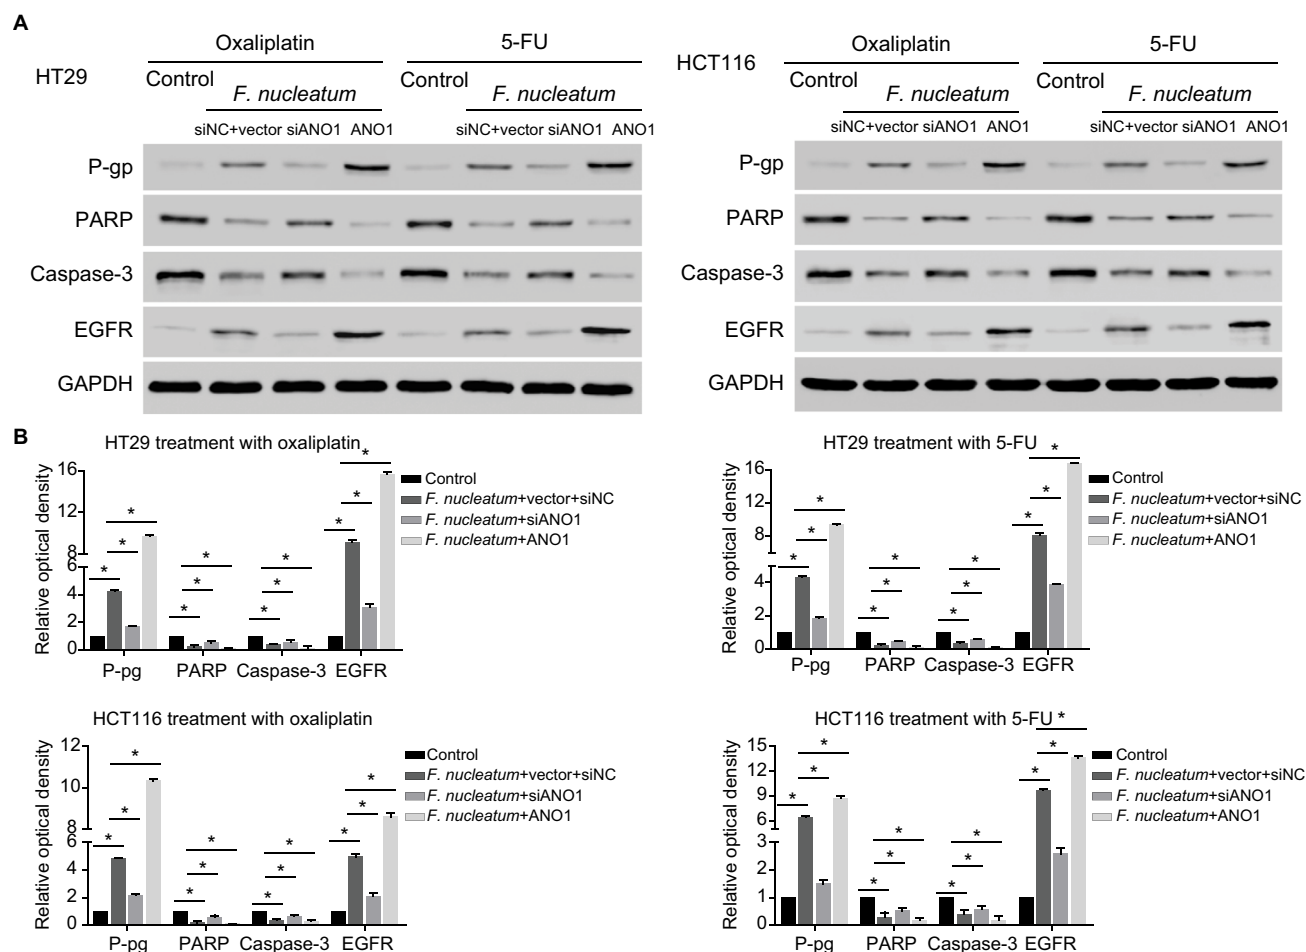 A
Oxaliplatin 5-FU
HT29 Control Control
F. nucleatum F. nucleatum
siNC+vector siANO1 ANO1 siNC+vector siANO1 ANO1
P-gp
PARP
Caspase-3
EGFR
GAPDH
Oxaliplatin 5-FU
HCT116 Control Control
F. nucleatum F. nucleatum
siNC+vector siANO1 ANO1 siNC+vector siANO1 ANO1
P-gp
PARP
Caspase-3
EGFR
GAPDH
B
HT29 treatment with oxaliplatin
Relative optical density
16
12
8
6
4
2
0
* * * * * * * * * * * *
P-pg PARP Caspase-3 EGFR
Control
F. nucleatum+vector+siNC
F. nucleatum+siANO1
F. nucleatum+ANO1
HT29 treatment with 5-FU
Relative optical density
16
12
8
6
4
2
0
* * * * * * * * * * * *
P-pg PARP Caspase-3 EGFR
Control
F. nucleatum+vector+siNC
F. nucleatum+siANO1
F. nucleatum+ANO1
HCT116 treatment with oxaliplatin
Relative optical density
12
10
8
6
4
2
0
* * * * * * * * * * * *
P-pg PARP Caspase-3 EGFR
Control
F. nucleatum+vector+siNC
F. nucleatum+siANO1
F. nucleatum+ANO1
HCT116 treatment with 5-FU
Relative optical density
15
12
9
6
3
2
1
0
* * * * * * * * * * * *
P-pg PARP Caspase-3 EGFR
Control
F. nucleatum+vector+siNC
F. nucleatum+siANO1
F. nucleatum+ANO1